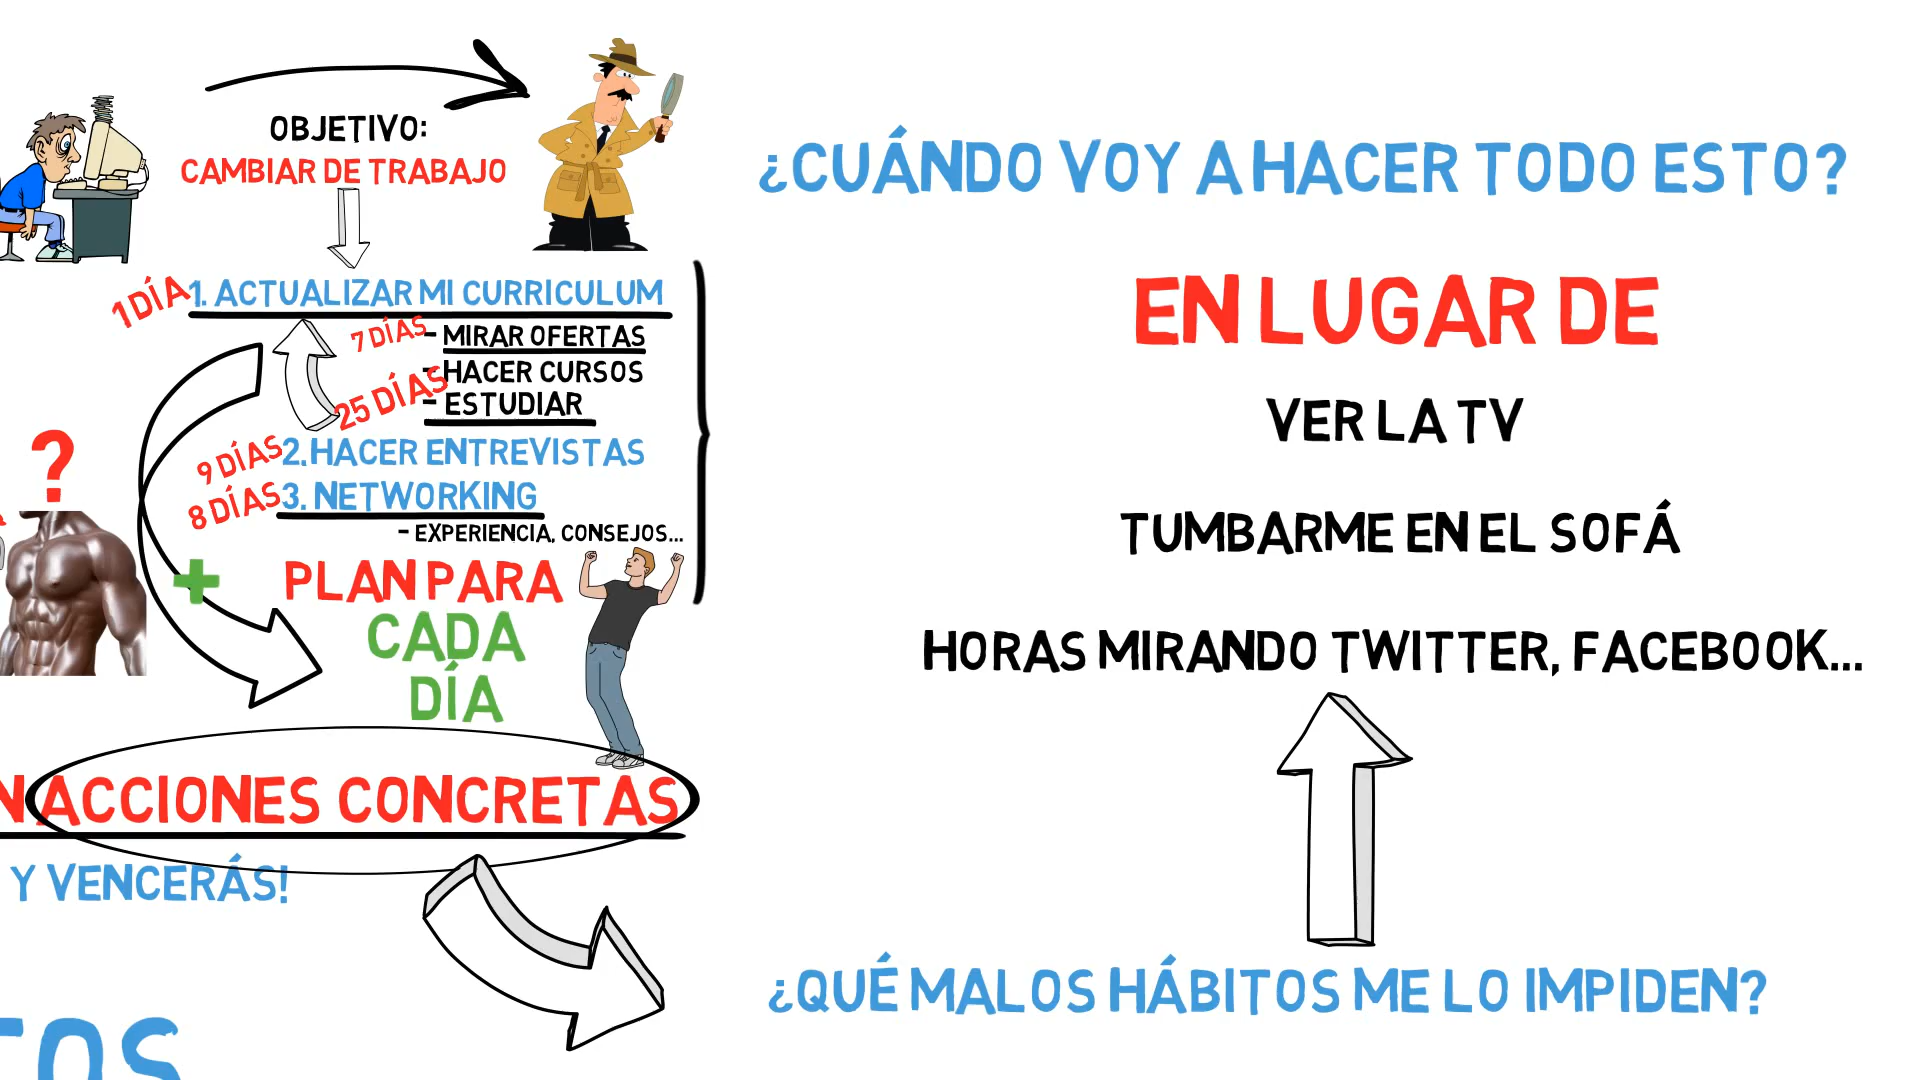 OBJETIVO:
CAMBIAR DE TRABAJO
1 DÍA 1. ACTUALIZAR MI CURRICULUM
7 DÍAS - MIRAR OFERTAS
- HACER CURSOS
25 DÍAS - ESTUDIAR
9 DÍAS 2. HACER ENTREVISTAS
8 DÍAS 3. NETWORKING
- EXPERIENCIA, CONSEJOS...
?
+ PLAN PARA
CADA
DÍA
N ACCIONES CONCRETAS
Y VENCERÁS!
TOS
¿CUÁNDO VOY A HACER TODO ESTO?
EN LUGAR DE
VER LA TV
TUMBARME EN EL SOFÁ
HORAS MIRANDO TWITTER, FACEBOOK...
¿QUÉ MALOS HÁBITOS ME LO IMPIDEN?